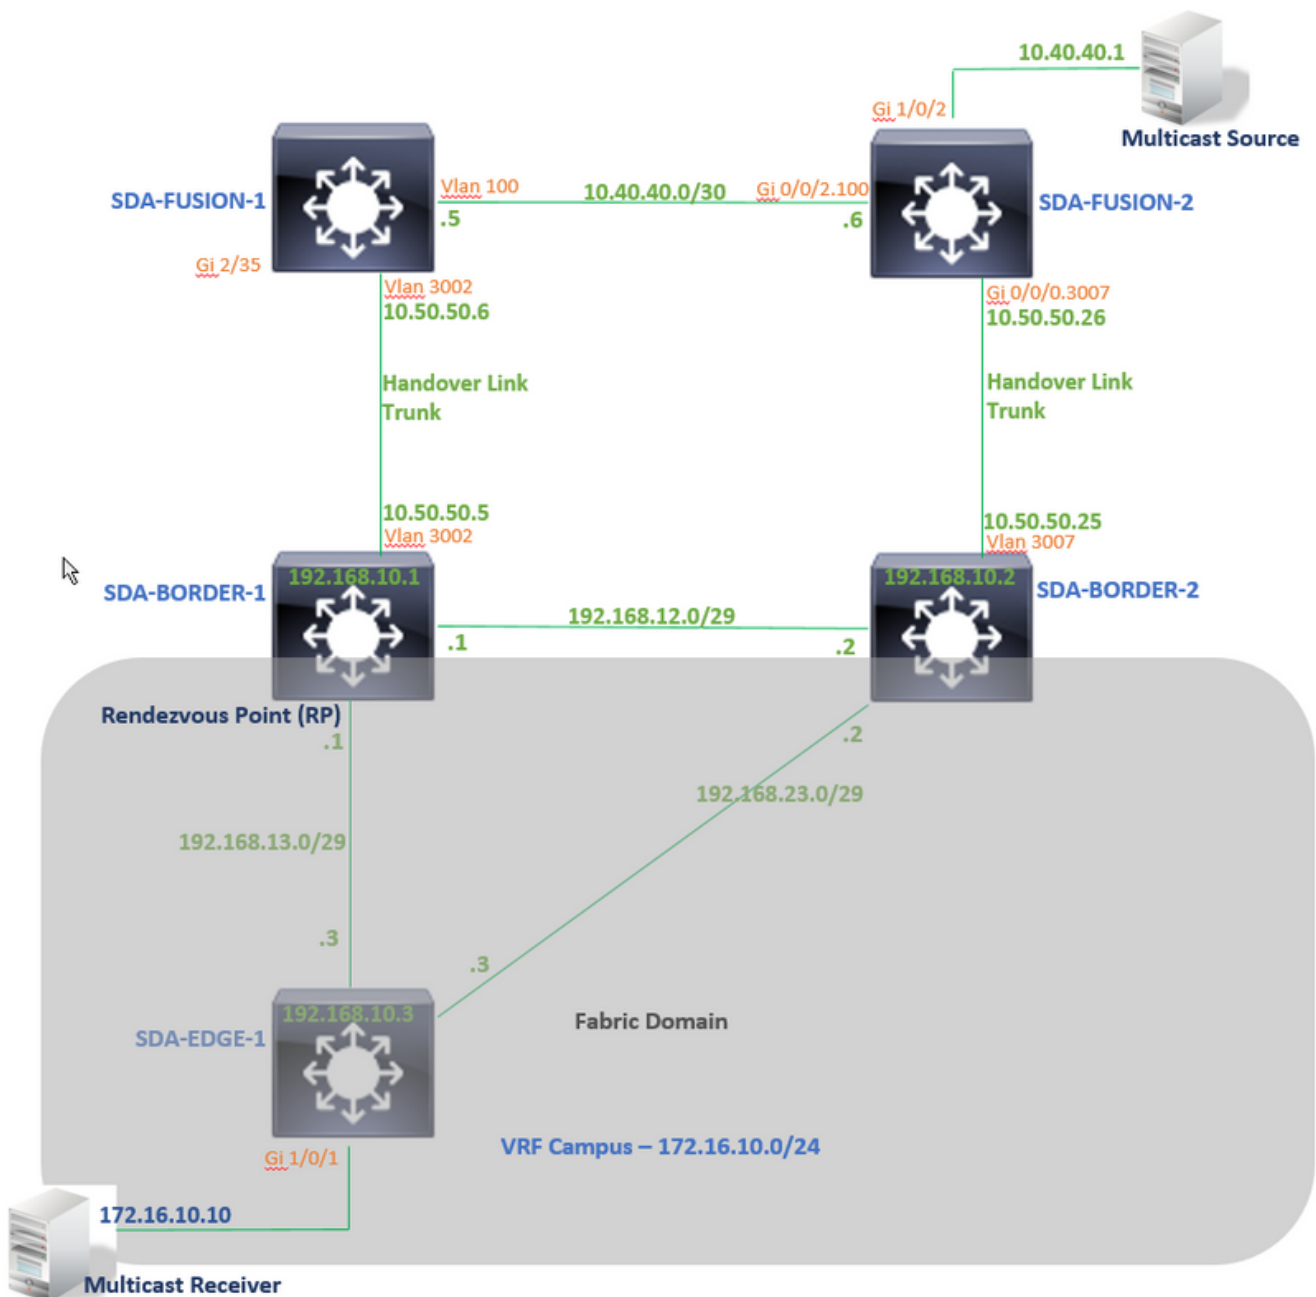 10.40.40.1
Gi 1/0/2
Multicast Source
SDA-FUSION-1
Vlan 100
10.40.40.0/30
Gi 0/0/2.100
SDA-FUSION-2
.5
.6
Gi 2/35
Vlan 3002
10.50.50.6
Gi 0/0/0.3007
10.50.50.26
Handover Link
Trunk
Handover Link
Trunk
10.50.50.5
Vlan 3002
10.50.50.25
Vlan 3007
SDA-BORDER-1
192.168.10.1
192.168.12.0/29
192.168.10.2
SDA-BORDER-2
.1
.2
Rendezvous Point (RP)
.1
.2
192.168.23.0/29
192.168.13.0/29
.3
.3
192.168.10.3
SDA-EDGE-1
Fabric Domain
VRF Campus – 172.16.10.0/24
Gi 1/0/1
172.16.10.10
Multicast Receiver